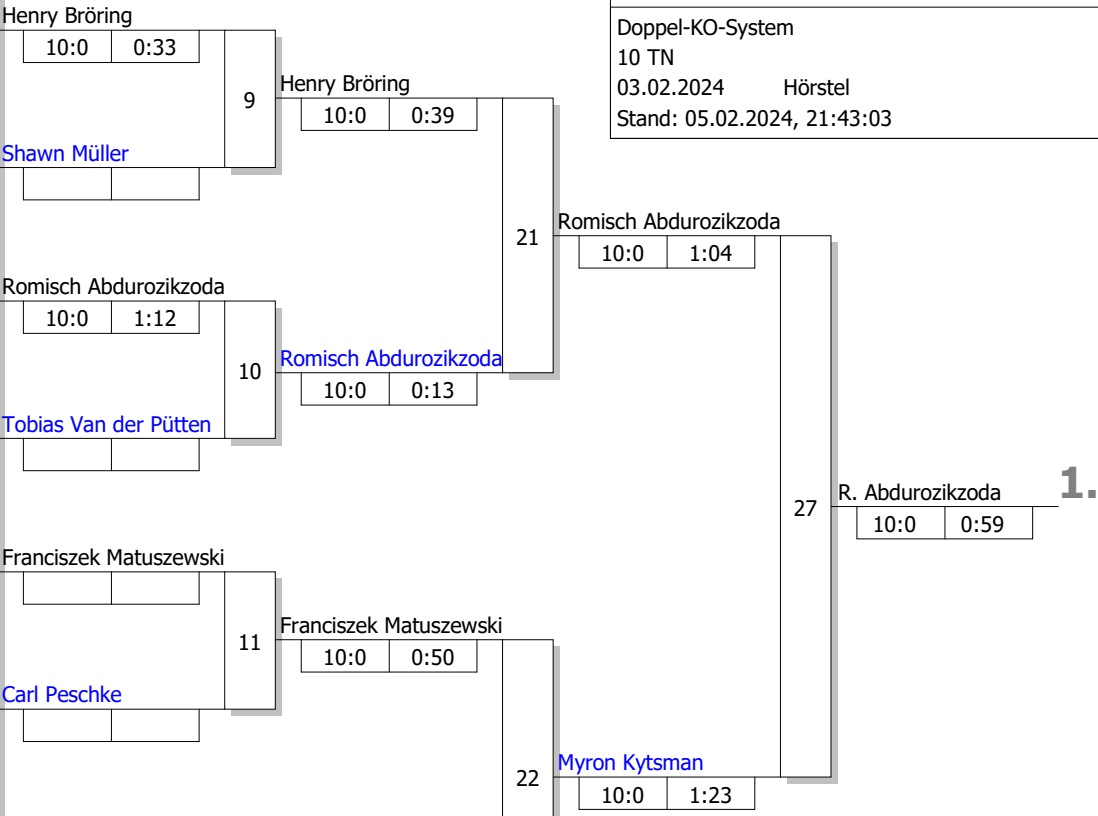 Henry Bröring
10:0 0:33
9
Shawn Müller
Henry Bröring
10:0 0:39
Doppel-KO-System
10 TN
03.02.2024 Hörstel
Stand: 05.02.2024, 21:43:03
21
Romisch Abdurozikzoda
10:0 1:04
Romisch Abdurozikzoda
10:0 1:12
10
Romisch Abdurozikzoda
10:0 0:13
Tobias Van der Pütten
27
R. Abdurozikzoda 1.
10:0 0:59
Franciszek Matuszewski
11
Franciszek Matuszewski
10:0 0:50
Carl Peschke
22
Myron Kytsman
10:0 1:23